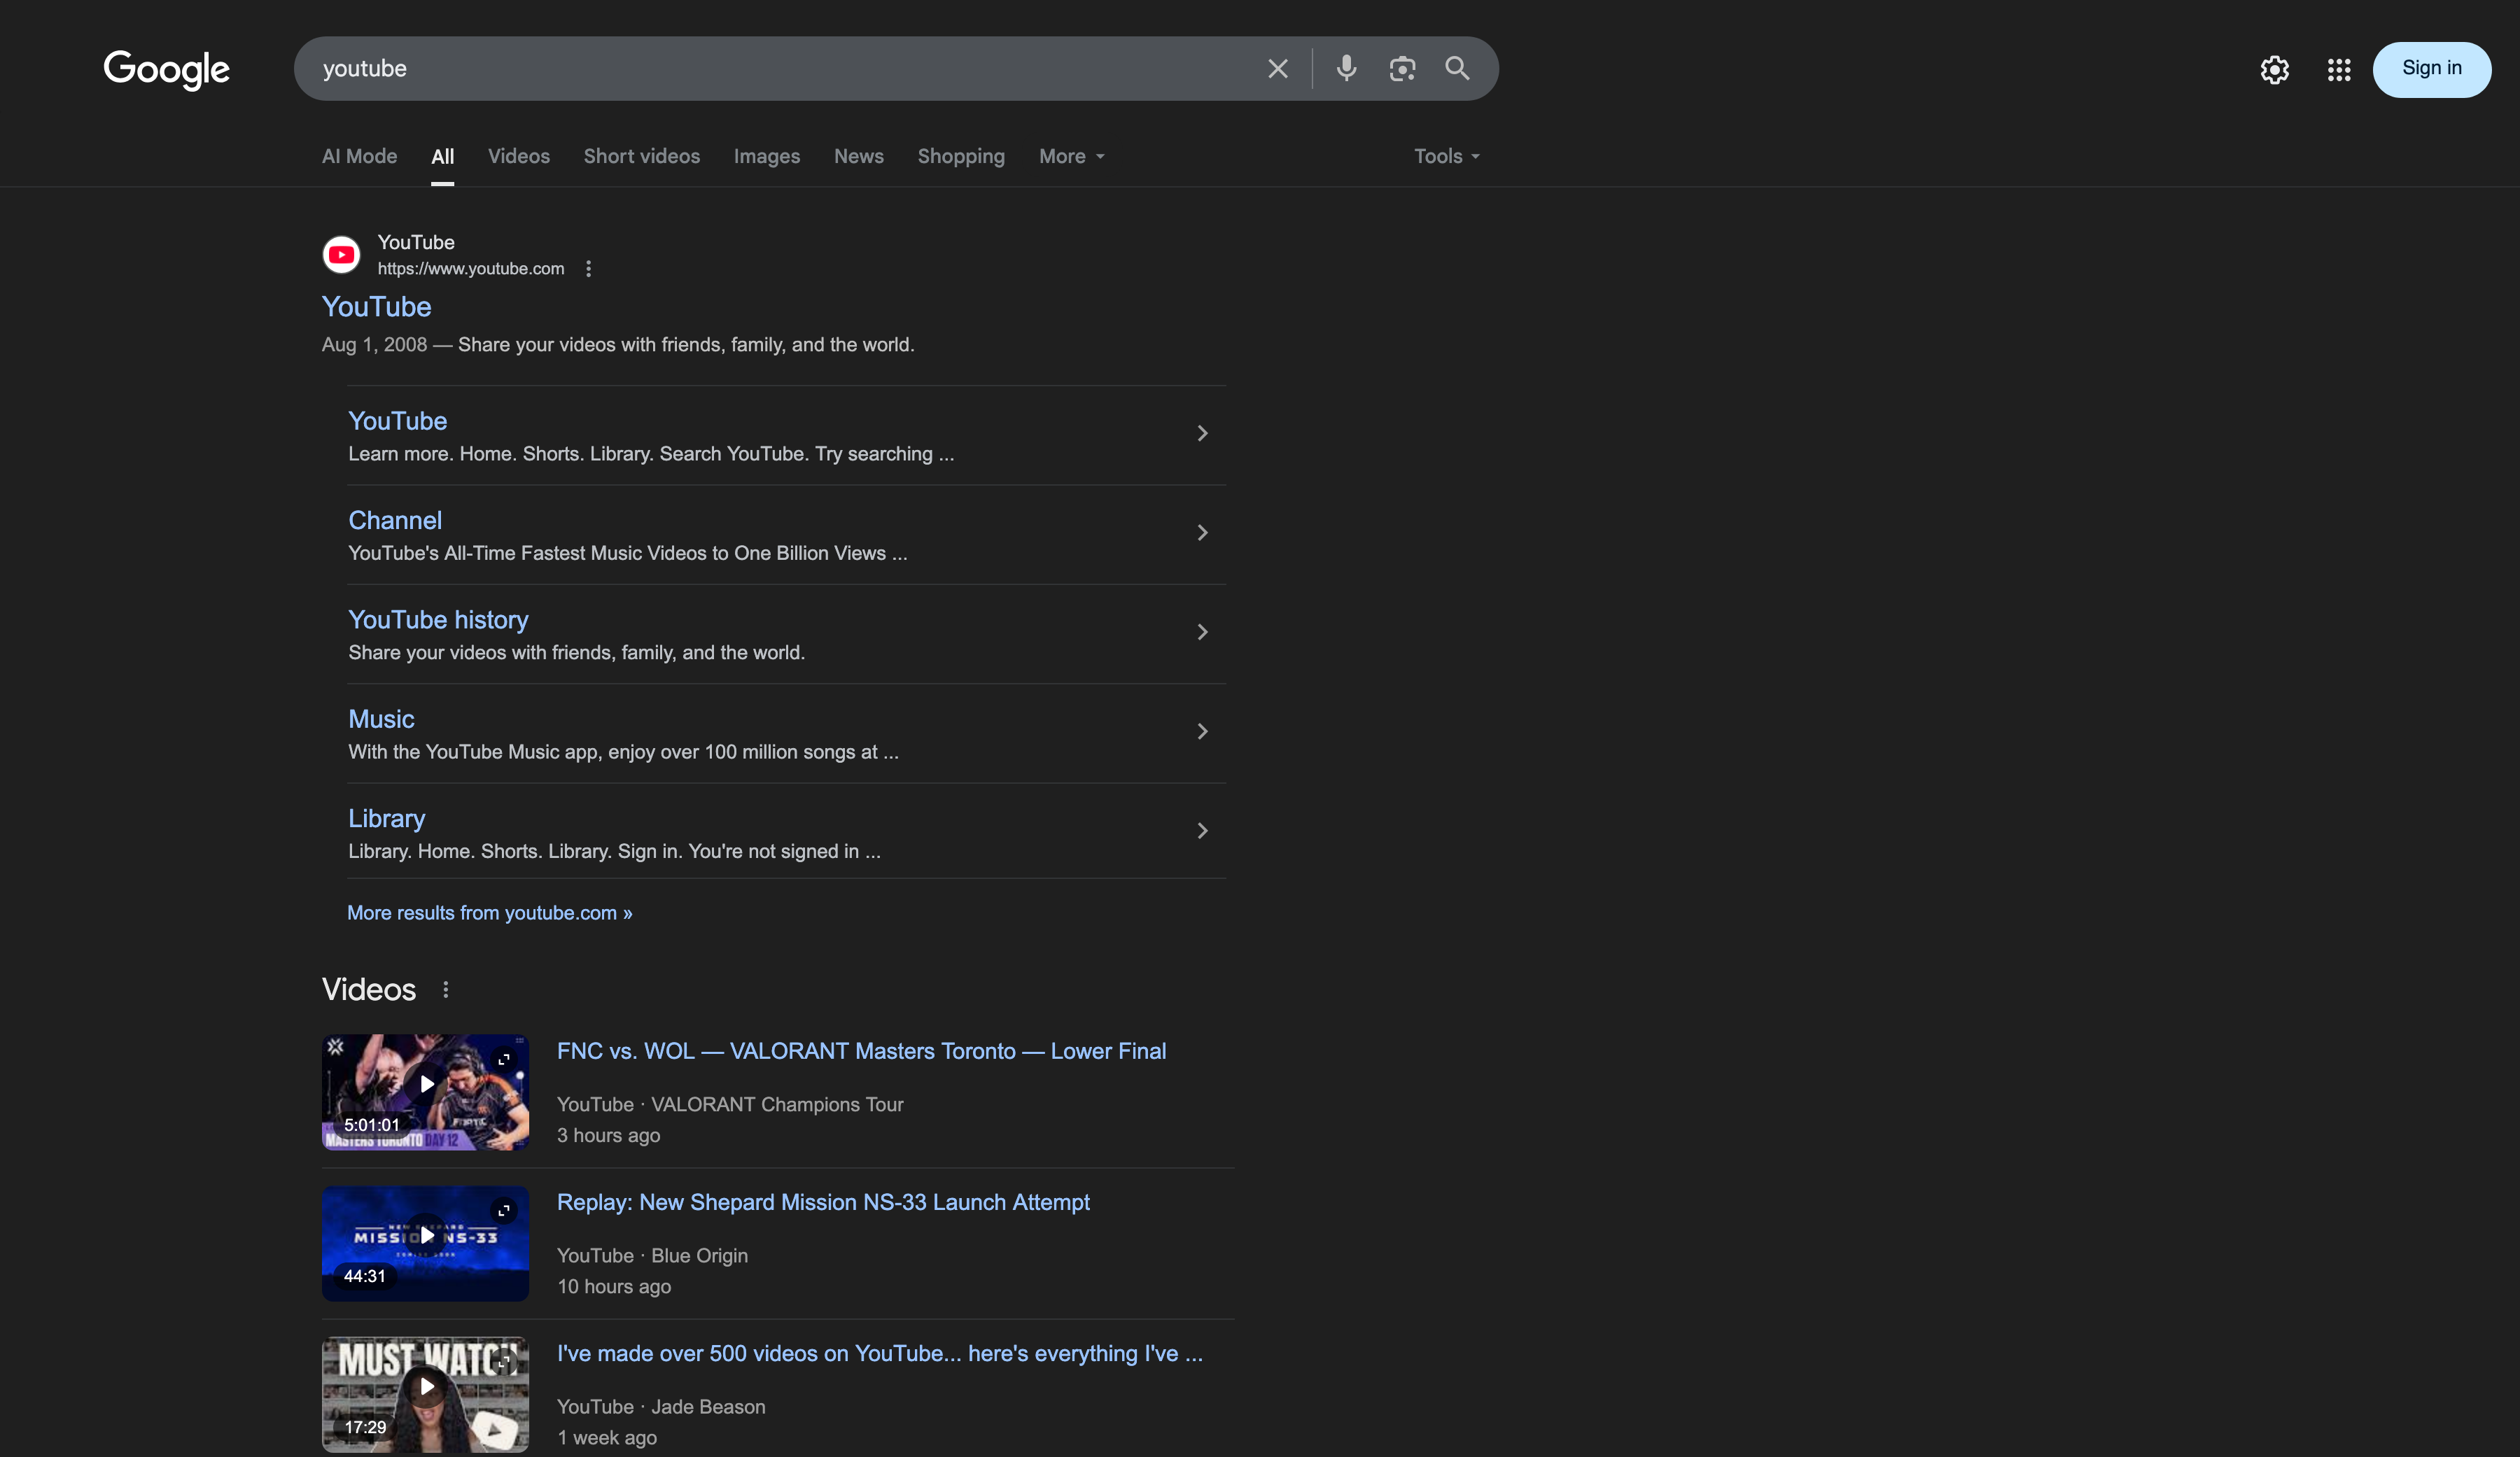 Google
youtube
Sign in
AI Mode
All
Videos
Short videos
Images
News
Shopping
More
Tools
YouTube
https://www.youtube.com
YouTube
Aug 1, 2008 — Share your videos with friends, family, and the world.
YouTube
Learn more. Home. Shorts. Library. Search YouTube. Try searching ...
Channel
YouTube's All-Time Fastest Music Videos to One Billion Views ...
YouTube history
Share your videos with friends, family, and the world.
Music
With the YouTube Music app, enjoy over 100 million songs at ...
Library
Library. Home. Shorts. Library. Sign in. You're not signed in ...
More results from youtube.com »
Videos
FNATIC
5:01:01
MASTERS TORONTO DAY 12
FNC vs. WOL — VALORANT Masters Toronto — Lower Final
YouTube · VALORANT Champions Tour
3 hours ago
NEW SHEPARD
MISSION NS-33
44:31
Replay: New Shepard Mission NS-33 Launch Attempt
YouTube · Blue Origin
10 hours ago
MUST WATCH
17:29
I've made over 500 videos on YouTube... here's everything I've ...
YouTube · Jade Beason
1 week ago